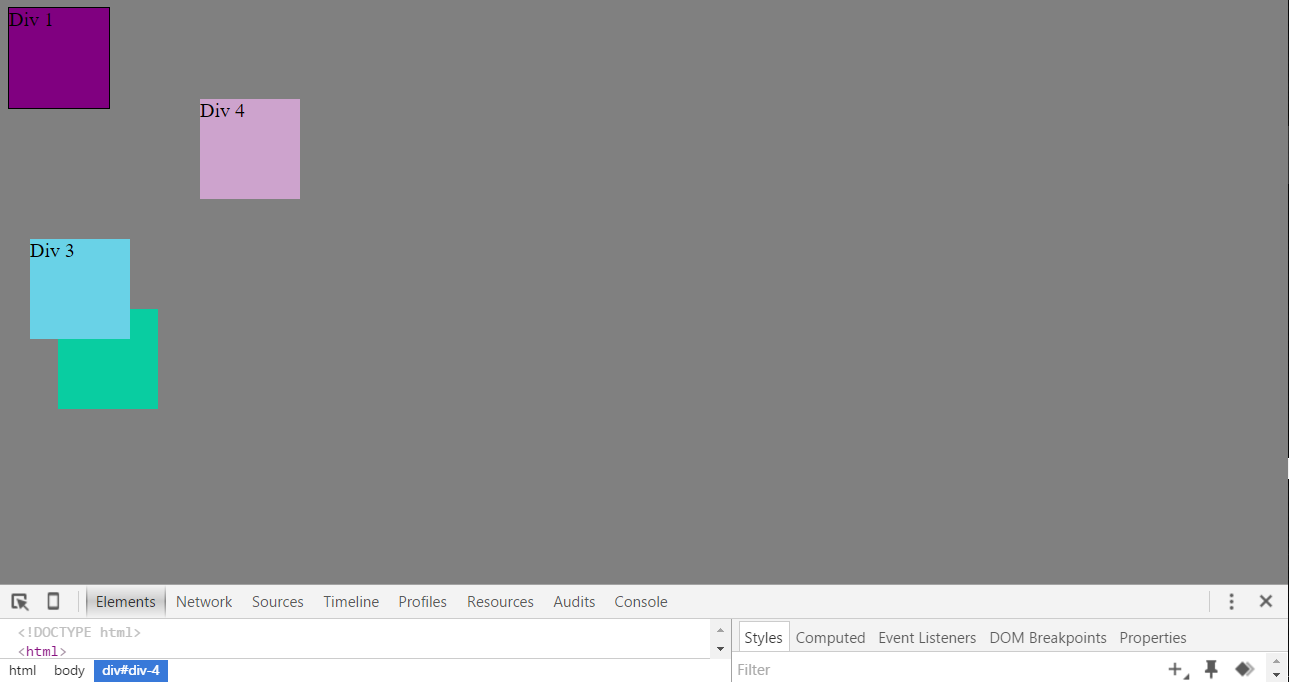 Div 1
Div 4
Div 3
Elements Network Sources Timeline Profiles Resources Audits Console
<!DOCTYPE html>
<html>
html body div#div-4
Styles Computed Event Listeners DOM Breakpoints Properties
Filter